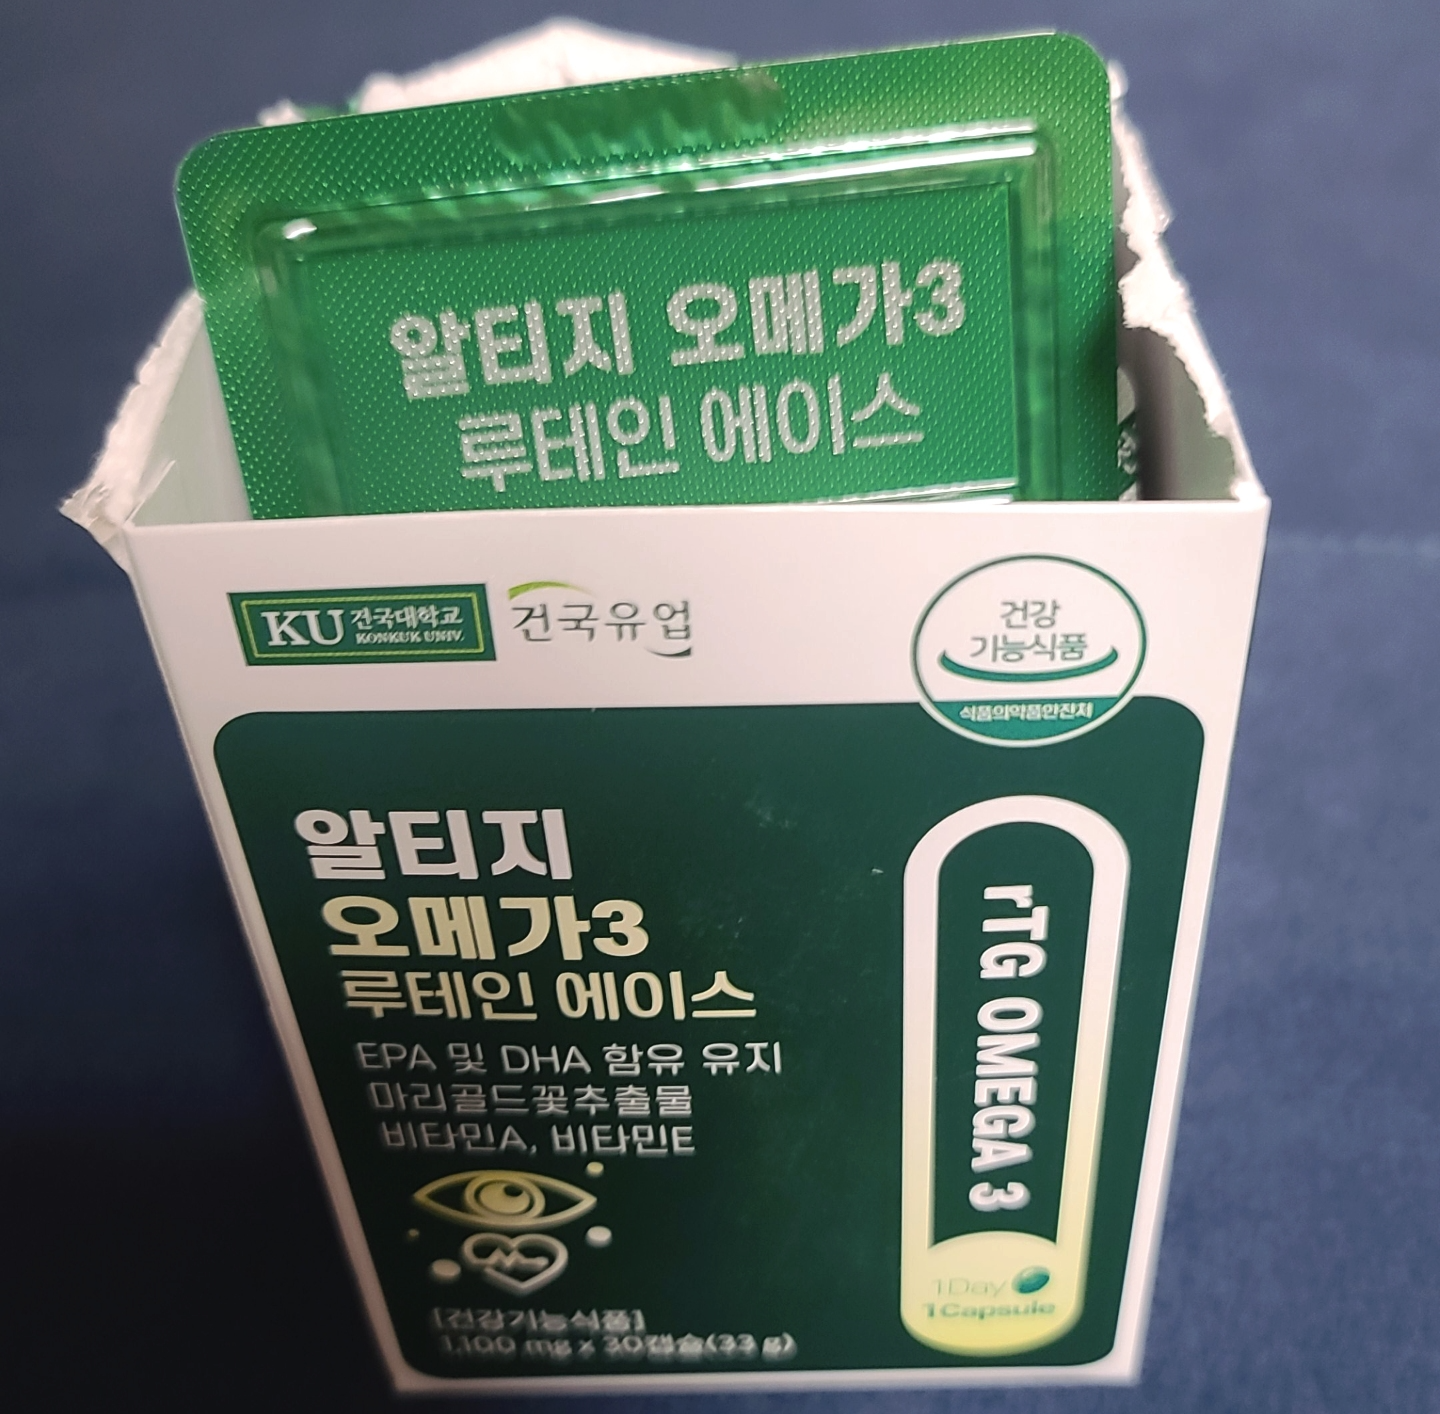 알티지 오메가3
루테인 에이스
KU 건국대학교
KONKUK UNIV.
건국유업
건강
기능식품
식품의약품안전처
알티지
오메가3
루테인 에이스
EPA 및 DHA 함유 유지
마리골드꽃추출물
비타민A, 비타민E
[건강기능식품]
1,100 mg x 30캡슐(33 g)
rTG OMEGA 3
1Day
1Capsule